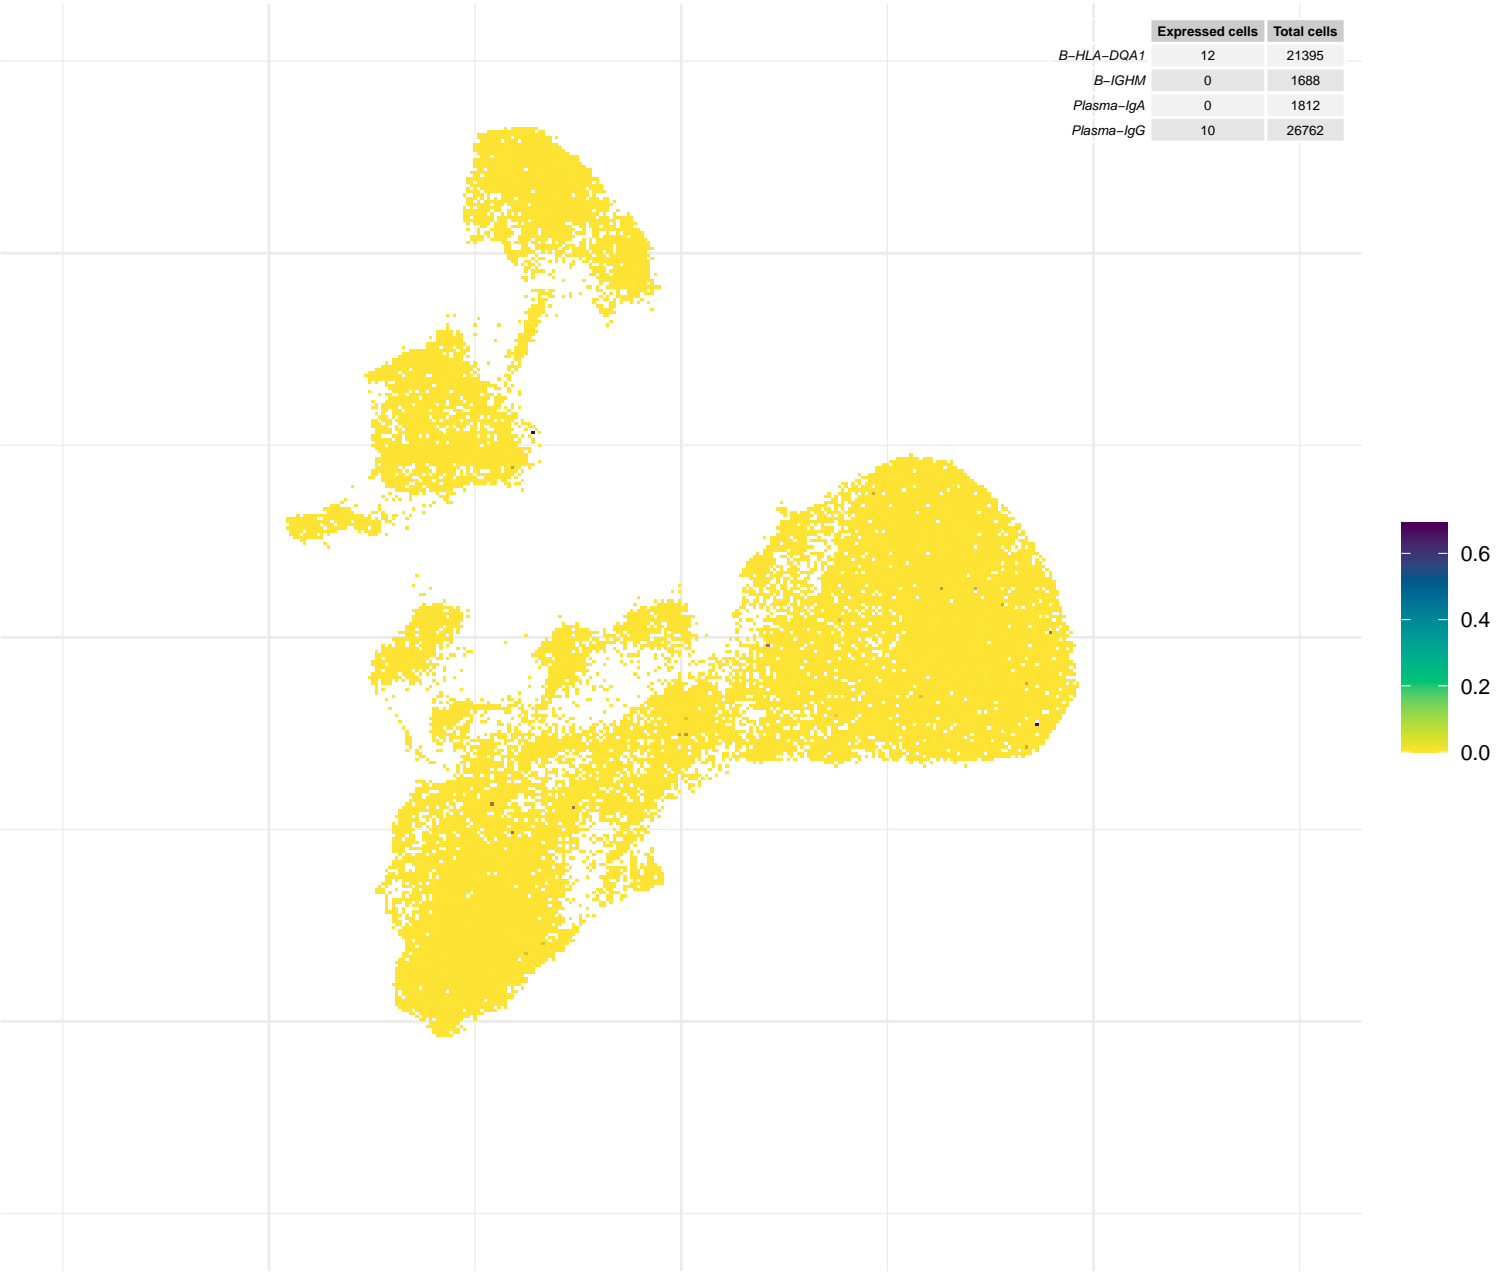 Expressed cells Total cells
B−HLA−DQA1 12 21395
B−IGHM 0 1688
Plasma−IgA 0 1812
Plasma−IgG 10 26762
0.6
0.4
0.2
0.0